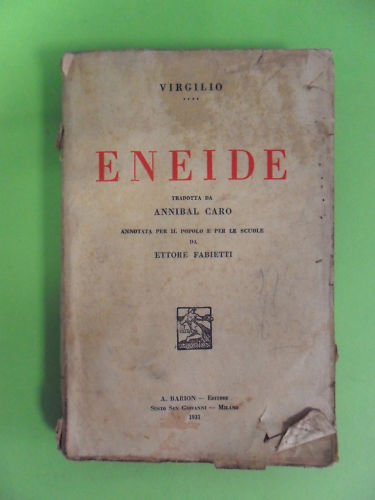 VIRGILIO
ENEIDE
TRADOTTA DA
ANNIBAL CARO
ANNOTATA PER IL POPOLO E PER LE SCUOLE
DA
ETTORE FABIETTI
A. BARION — EDITORE
SESTO SAN GIOVANNI — MILANO
1931